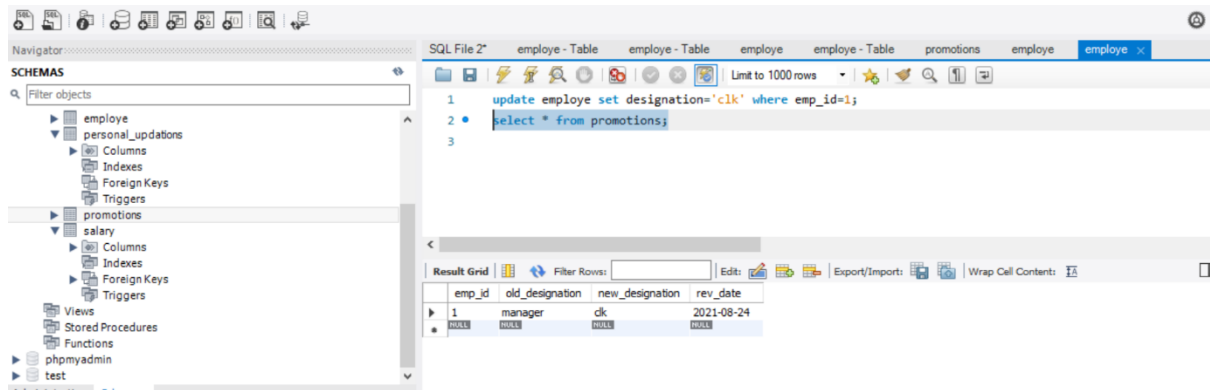 Navigator
SQL File 2* employe - Table employe - Table employe employe - Table promotions employe employe
SCHEMAS
Limit to 1000 rows
Filter objects
employe
personal_updations
Columns
Indexes
Foreign Keys
Triggers
promotions
salary
Columns
Indexes
Foreign Keys
Triggers
Views
Stored Procedures
Functions
phpmyadmin
test
1 update employe set designation='clk' where emp_id=1;
2 select * from promotions;
3
Result Grid Filter Rows: Edit: Export/Import: Wrap Cell Content:
emp_id old_designation new_designation rev_date
1 manager clk 2021-08-24
NULL NULL NULL NULL